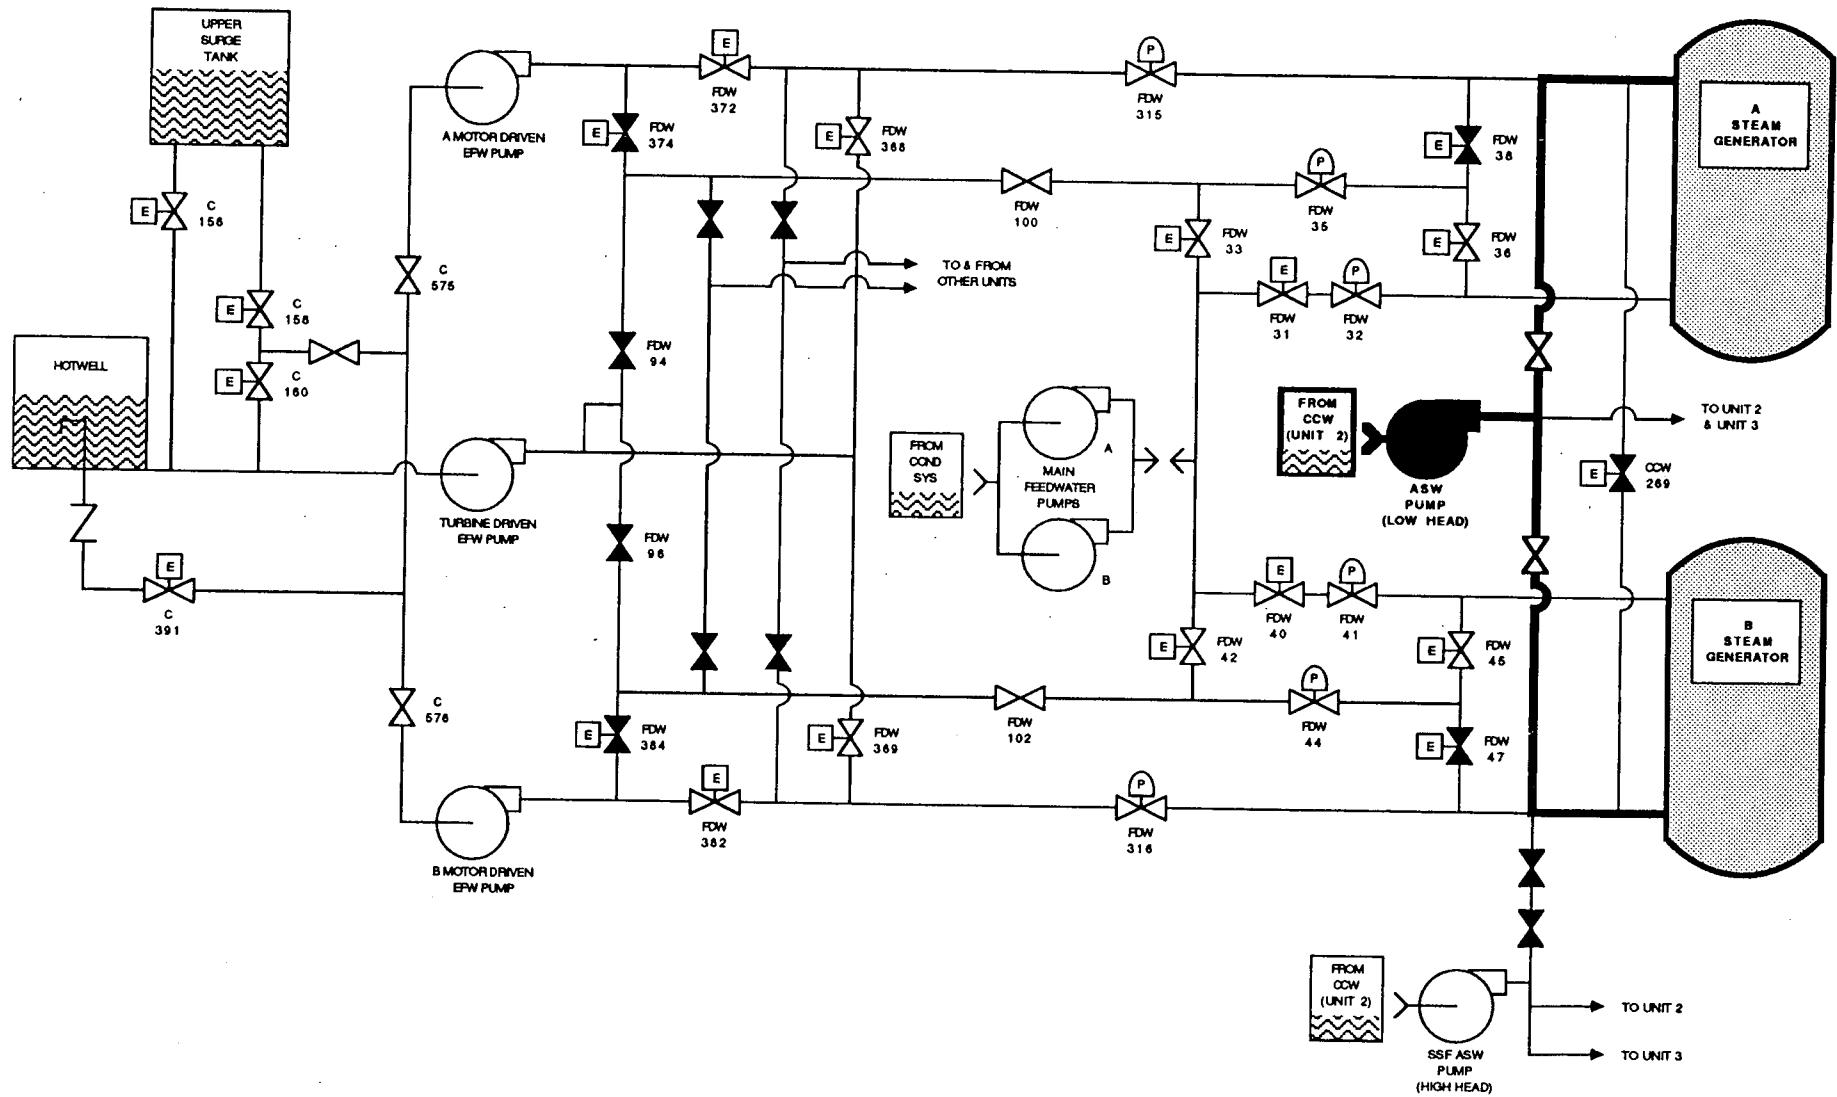 UPPER
SURGE
TANK
E
C
156
E
C
158
E
C
160
HOTWELL
E
C
391
C
575
C
576
A MOTOR DRIVEN
EFW PUMP
TURBINE DRIVEN
EFW PUMP
B MOTOR DRIVEN
EFW PUMP
E
FDW
372
E
FDW
374
E
FDW
368
FDW
94
FDW
96
E
FDW
384
E
FDW
382
E
FDW
369
TO & FROM
OTHER UNITS
FDW
100
FDW
102
P
FDW
315
P
FDW
35
E
FDW
38
E
FDW
36
E
FDW
33
E
FDW
31
P
FDW
32
FROM
COND
SYS
A
MAIN
FEEDWATER
PUMPS
B
E
FDW
40
P
FDW
41
E
FDW
42
E
FDW
45
P
FDW
44
E
FDW
47
P
FDW
316
FROM
CCW
(UNIT 2)
ASW
PUMP
(LOW HEAD)
TO UNIT 2
& UNIT 3
E
CCW
269
A
STEAM
GENERATOR
B
STEAM
GENERATOR
FROM
CCW
(UNIT 2)
SSF ASW
PUMP
(HIGH HEAD)
TO UNIT 2
TO UNIT 3